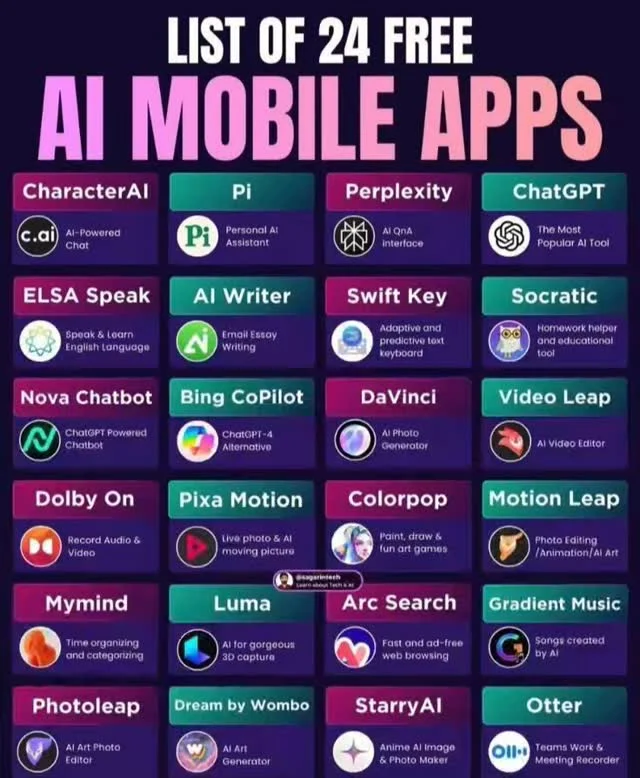 LIST OF 24 FREE
AI MOBILE APPS
CharacterAI
c.ai
AI-Powered
Chat
Pi
Pi
Personal AI
Assistant
Perplexity
AI QnA
interface
ChatGPT
The Most
Popular AI Tool
ELSA Speak
Speak & Learn
English Language
AI Writer
Email Essay
Writing
Swift Key
Adaptive and
predictive text
keyboard
Socratic
Homework helper
and educational
tool
Nova Chatbot
ChatGPT Powered
Chatbot
Bing CoPilot
ChatGPT-4
Alternative
DaVinci
AI Photo
Generator
Video Leap
AI Video Editor
Dolby On
Record Audio &
Video
Pixa Motion
Live photo & AI
moving picture
Colorpop
Paint, draw &
fun art games
Motion Leap
Photo Editing
/Animation/Ai Art
@sagarintech
Learn about Tech & AI
Mymind
Time organizing
and categorizing
Luma
AI for gorgeous
3D capture
Arc Search
Fast and ad-free
web browsing
Gradient Music
Songs created
by AI
Photoleap
AI Art Photo
Editor
Dream by Wombo
AI Art
Generator
StarryAI
Anime AI Image
& Photo Maker
Otter
Teams Work &
Meeting Recorder